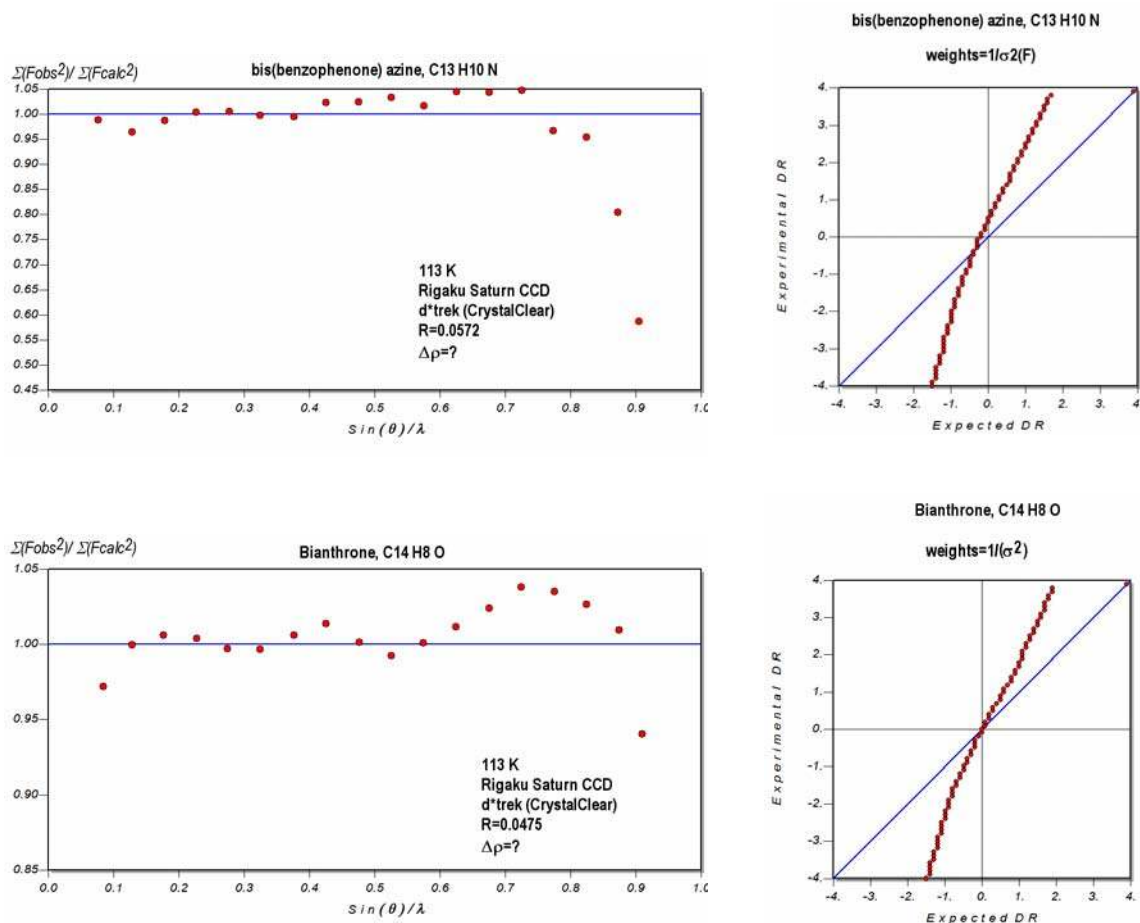 Σ(Fobs²)/ Σ(Fcalc²)
bis(benzophenone) azine, C13 H10 N
1.05
1.00
0.95
0.90
0.85
0.80
0.75
0.70
0.65
0.60
0.55
0.50
0.45
113 K
Rigaku Saturn CCD
d*trek (CrystalClear)
R=0.0572
Δρ=?
0.0 0.1 0.2 0.3 0.4 0.5 0.6 0.7 0.8 0.9 1.0
Sin(θ)/λ
bis(benzophenone) azine, C13 H10 N
weights=1/σ2(F)
Experimental DR
4.
3.
2.
1.
0.
-1.
-2.
-3.
-4.
-4. -3. -2. -1. 0. 1. 2. 3. 4
Expected DR
Σ(Fobs²)/ Σ(Fcalc²)
Bianthrone, C14 H8 O
1.05
1.00
0.95
0.90
0.85
113 K
Rigaku Saturn CCD
d*trek (CrystalClear)
R=0.0475
Δρ=?
0.0 0.1 0.2 0.3 0.4 0.5 0.6 0.7 0.8 0.9 1.0
Sin(θ)/λ
Bianthrone, C14 H8 O
weights=1/(σ²)
Experimental DR
4.
3.
2.
1.
0.
-1.
-2.
-3.
-4.
-4. -3. -2. -1. 0. 1. 2. 3. 4
Expected DR